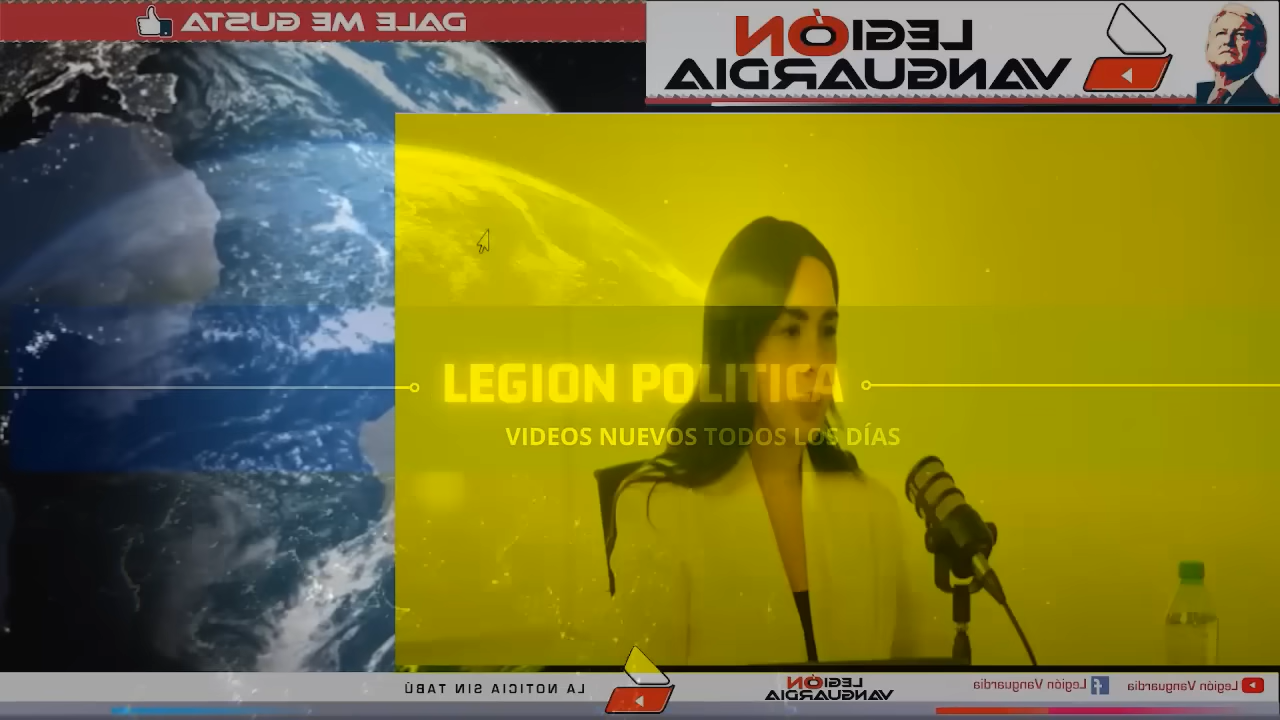 DALE ME GUSTA
LEGIÓN
VANGUARDIA
LEGION POLITICA
VIDEOS NUEVOS TODOS LOS DÍAS
LA NOTICIA SIN TABÚ
LEGIÓN
VANGUARDIA
Legión Vanguardia
Legión Vanguardia